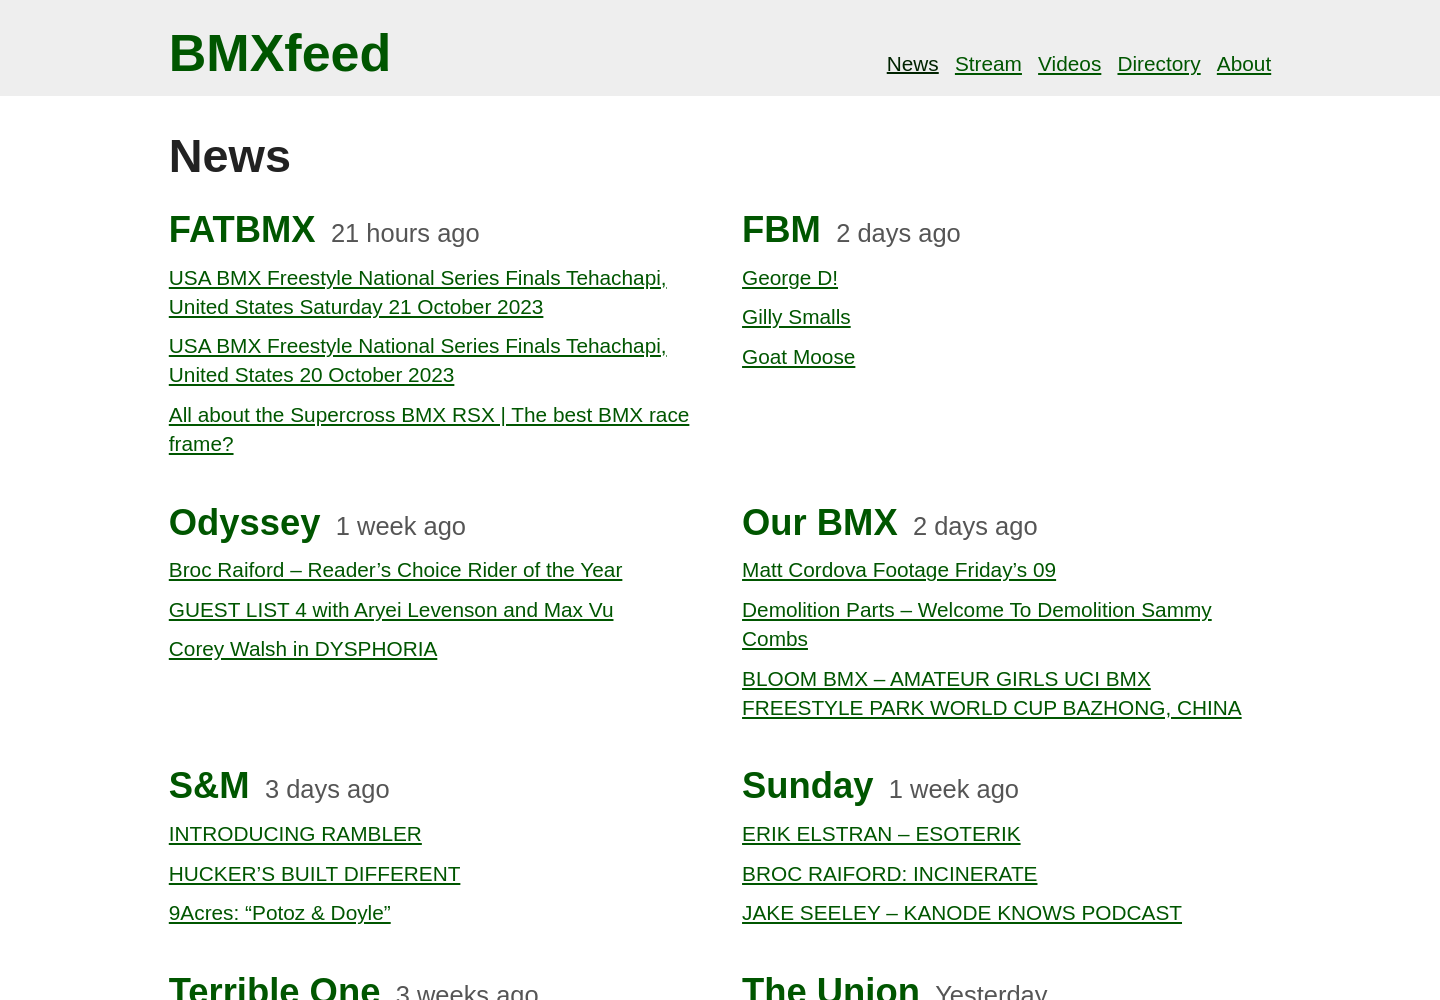 BMXfeed
News Stream Videos Directory About
News
FATBMX 21 hours ago
USA BMX Freestyle National Series Finals Tehachapi,
United States Saturday 21 October 2023
USA BMX Freestyle National Series Finals Tehachapi,
United States 20 October 2023
All about the Supercross BMX RSX | The best BMX race
frame?
FBM 2 days ago
George D!
Gilly Smalls
Goat Moose
Odyssey 1 week ago
Broc Raiford – Reader’s Choice Rider of the Year
GUEST LIST 4 with Aryei Levenson and Max Vu
Corey Walsh in DYSPHORIA
Our BMX 2 days ago
Matt Cordova Footage Friday’s 09
Demolition Parts – Welcome To Demolition Sammy
Combs
BLOOM BMX – AMATEUR GIRLS UCI BMX
FREESTYLE PARK WORLD CUP BAZHONG, CHINA
S&M 3 days ago
INTRODUCING RAMBLER
HUCKER’S BUILT DIFFERENT
9Acres: “Potoz & Doyle”
Sunday 1 week ago
ERIK ELSTRAN – ESOTERIK
BROC RAIFORD: INCINERATE
JAKE SEELEY – KANODE KNOWS PODCAST
Terrible One 3 weeks ago
The Union Yesterday